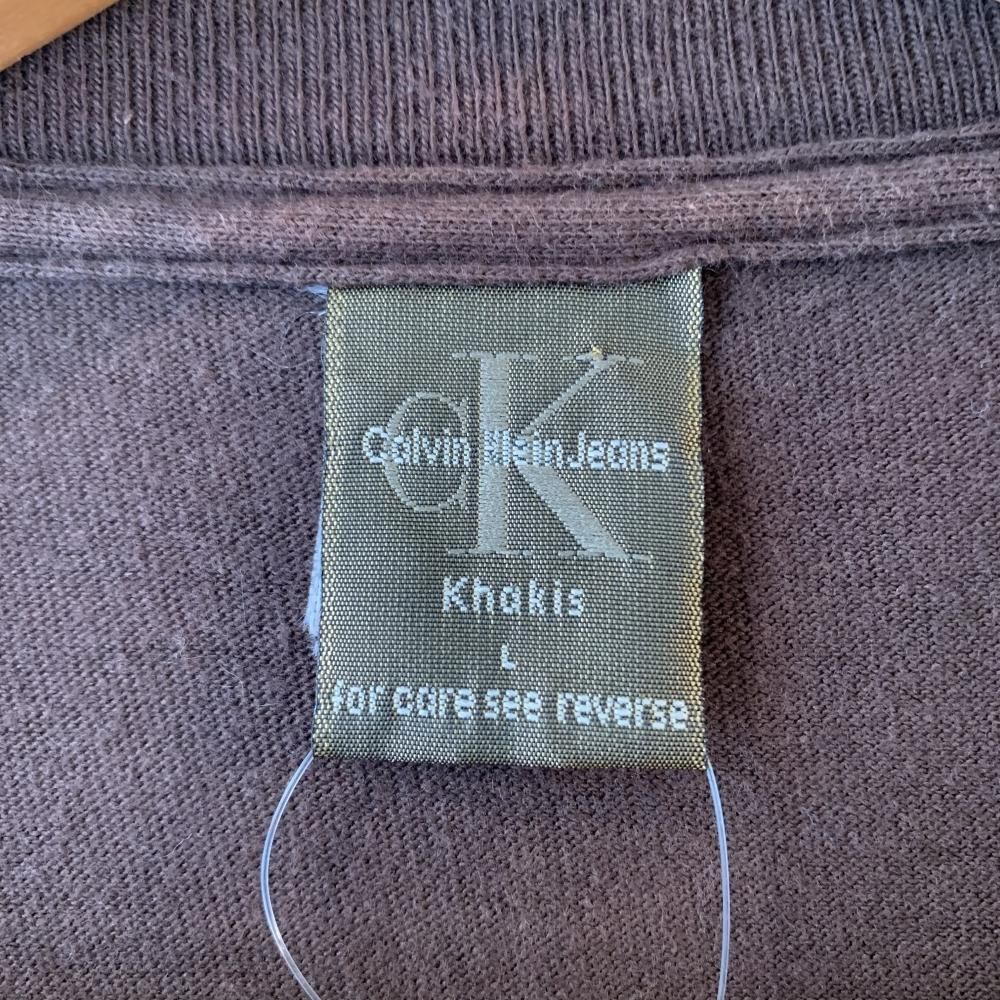 CK
Calvin Klein Jeans
Khakis
L
for care see reverse